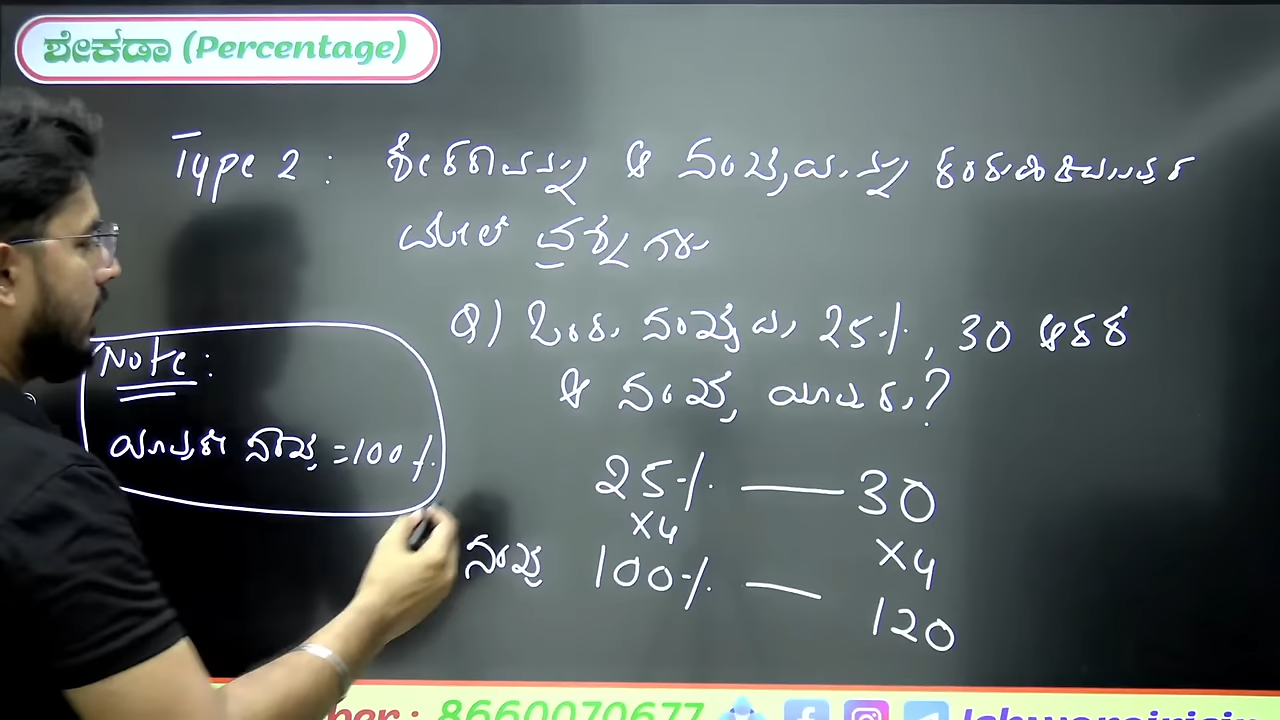 ಶೇಕಡಾ (Percentage)
Type 2 : ಶೇಕಡಾವನ್ನು ಆ ಸಂಖ್ಯೆಯನ್ನು
ಮೇಲೆ ಪ್ರಶ್ನೆಗಳು
Q) ಒಂದು ಸಂಖ್ಯೆಯ 25%, 30 ಆದರೆ
ಆ ಸಂಖ್ಯೆ ಯಾವುದು?
Note:
ಯಾವುದೇ ಸಂಖ್ಯೆ =100%
25% — 30
×4 ×4
ಸಂಖ್ಯೆ 100% — 120
ber: 8660070677